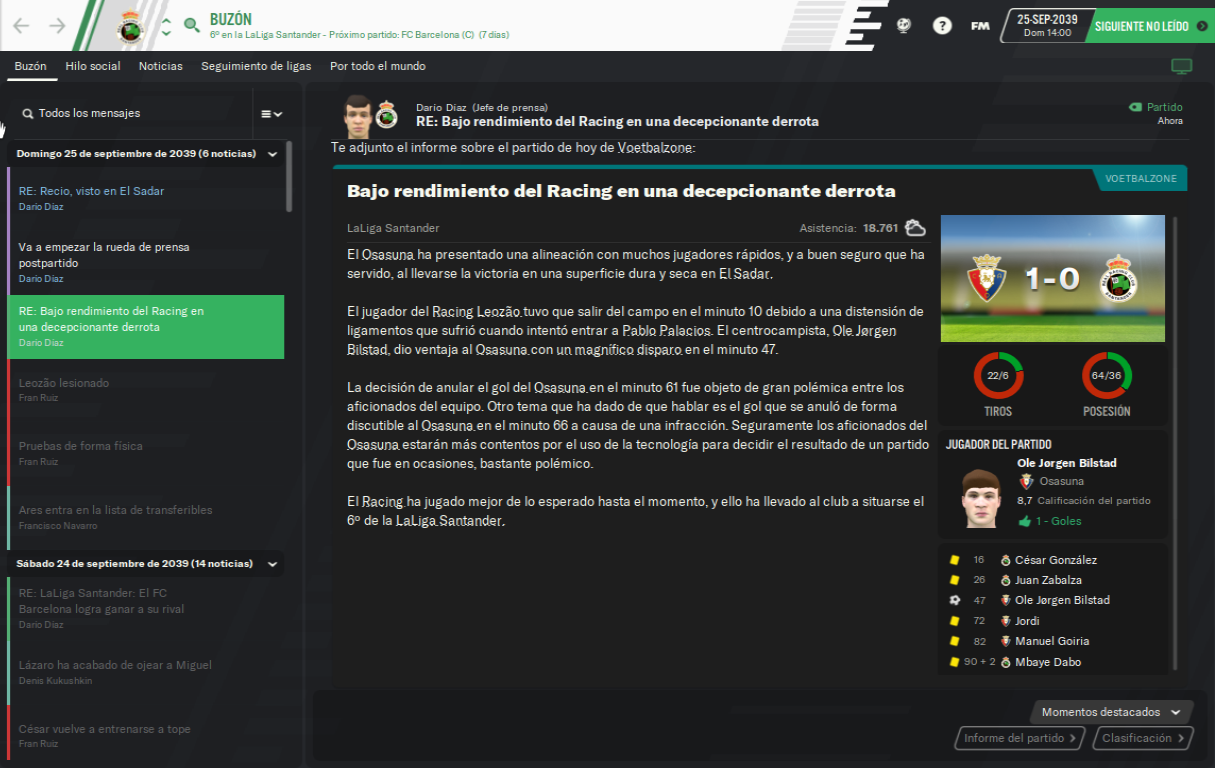 BUZÓN
6º en la LaLiga Santander - Próximo partido: FC Barcelona (C) (7 días)
?
FM
25-SEP-2039
Dom 14:00
SIGUIENTE NO LEÍDO
Buzón
Hilo social
Noticias
Seguimiento de ligas
Por todo el mundo
Todos los mensajes
Domingo 25 de septiembre de 2039 (6 noticias)
RE: Recio, visto en El Sadar
Darío Díaz
Va a empezar la rueda de prensa
postpartido
Darío Díaz
RE: Bajo rendimiento del Racing en
una decepcionante derrota
Darío Díaz
Leozão lesionado
Fran Ruiz
Pruebas de forma física
Fran Ruiz
Ares entra en la lista de transferibles
Francisco Navarro
Sábado 24 de septiembre de 2039 (14 noticias)
RE: LaLiga Santander: El FC
Barcelona logra ganar a su rival
Darío Díaz
Lázaro ha acabado de ojear a Miguel
Denis Kukushkin
César vuelve a entrenarse a tope
Fran Ruiz
Darío Díaz (Jefe de prensa)
RE: Bajo rendimiento del Racing en una decepcionante derrota
Partido
Ahora
Te adjunto el informe sobre el partido de hoy de Voetbalzone:
VOETBALZONE
Bajo rendimiento del Racing en una decepcionante derrota
LaLiga Santander
Asistencia: 18.761
El Osasuna ha presentado una alineación con muchos jugadores rápidos, y a buen seguro que ha
servido, al llevarse la victoria en una superficie dura y seca en El Sadar.
El jugador del Racing Leozão tuvo que salir del campo en el minuto 10 debido a una distensión de
ligamentos que sufrió cuando intentó entrar a Pablo Palacios. El centrocampista, Ole Jørgen
Bilstad, dio ventaja al Osasuna con un magnífico disparo en el minuto 47.
La decisión de anular el gol del Osasuna en el minuto 61 fue objeto de gran polémica entre los
aficionados del equipo. Otro tema que ha dado de que hablar es el gol que se anuló de forma
discutible al Osasuna en el minuto 66 a causa de una infracción. Seguramente los aficionados del
Osasuna estarán más contentos por el uso de la tecnología para decidir el resultado de un partido
que fue en ocasiones, bastante polémico.
El Racing ha jugado mejor de lo esperado hasta el momento, y ello ha llevado al club a situarse el
6º de la LaLiga Santander.
1-0
22/6
64/36
TIROS
POSESIÓN
JUGADOR DEL PARTIDO
Ole Jørgen Bilstad
Osasuna
8,7 Calificación del partido
1 - Goles
16 César González
26 Juan Zabalza
47 Ole Jørgen Bilstad
72 Jordi
82 Manuel Goiria
90 + 2 Mbaye Dabo
Momentos destacados
Informe del partido
Clasificación